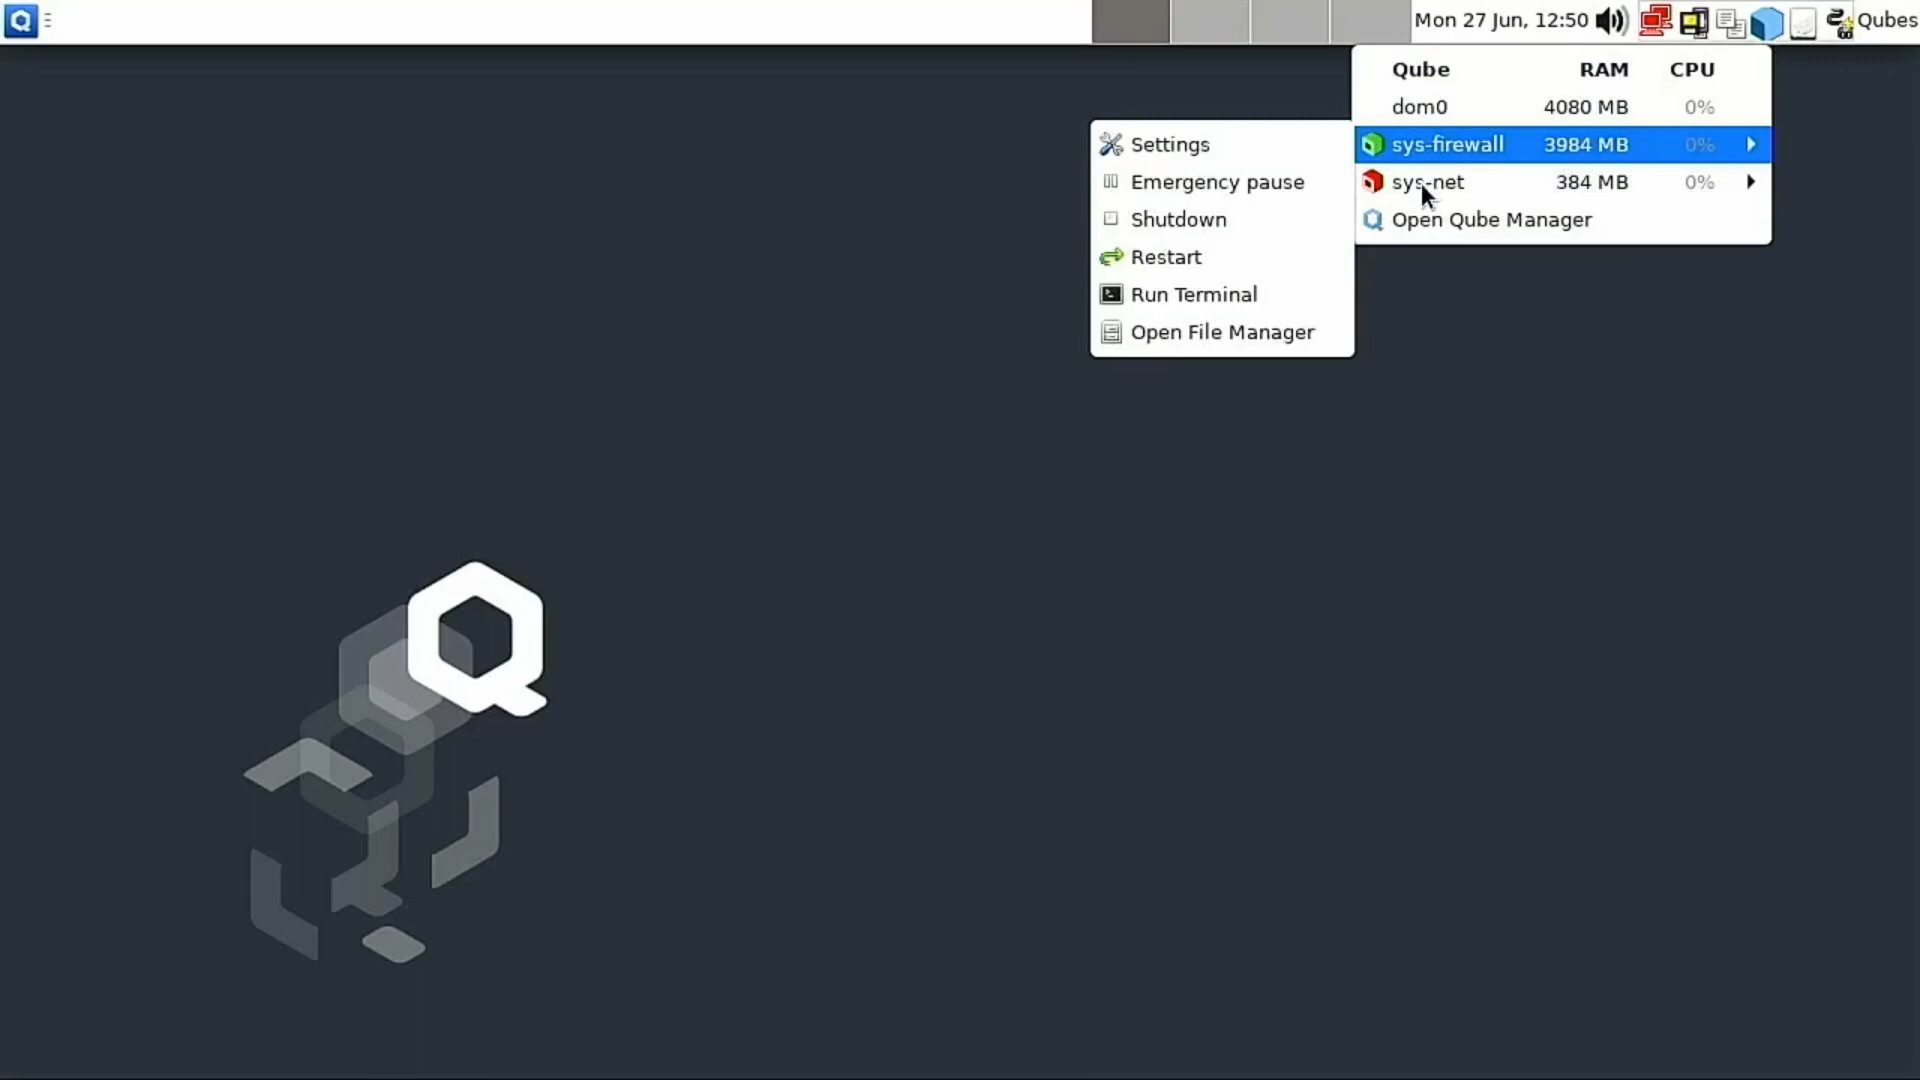 Mon 27 Jun, 12:50 Qubes
Qube RAM CPU
dom0 4080 MB 0%
sys-firewall 3984 MB 0%
sys-net 384 MB 0%
Open Qube Manager
Settings
Emergency pause
Shutdown
Restart
Run Terminal
Open File Manager